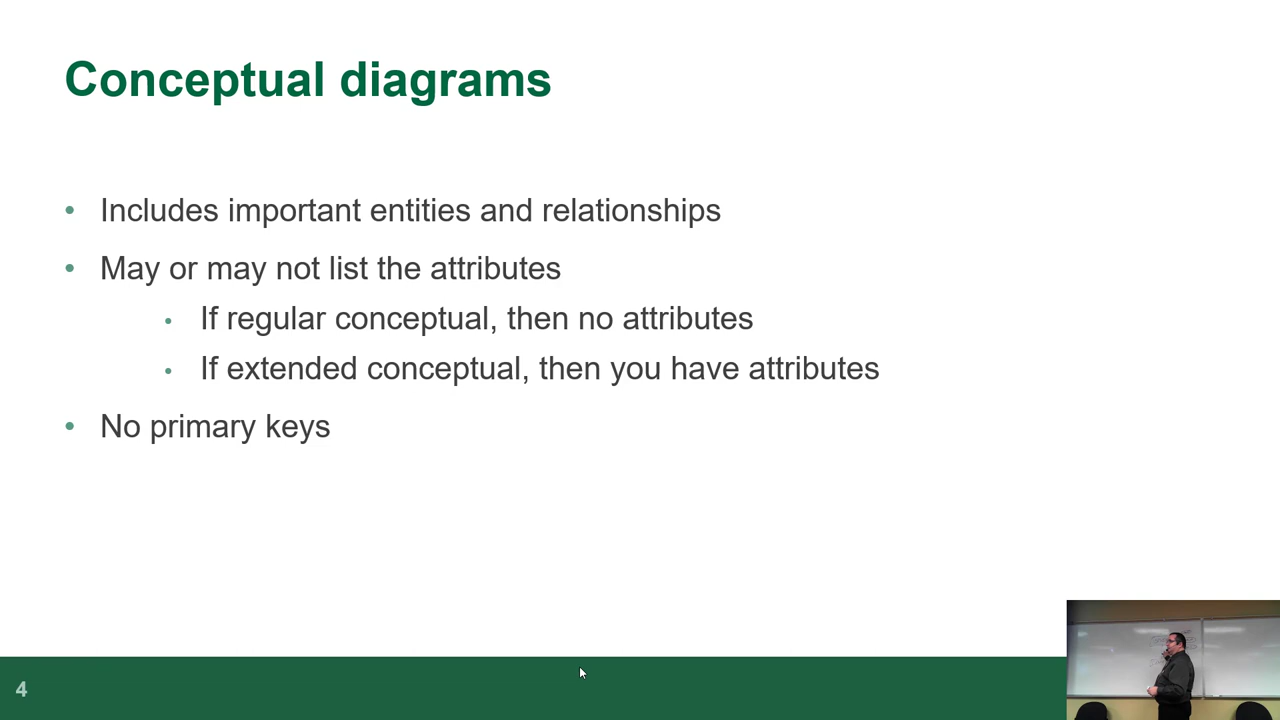 Conceptual diagrams
• Includes important entities and relationships
• May or may not list the attributes
• If regular conceptual, then no attributes
• If extended conceptual, then you have attributes
• No primary keys
4